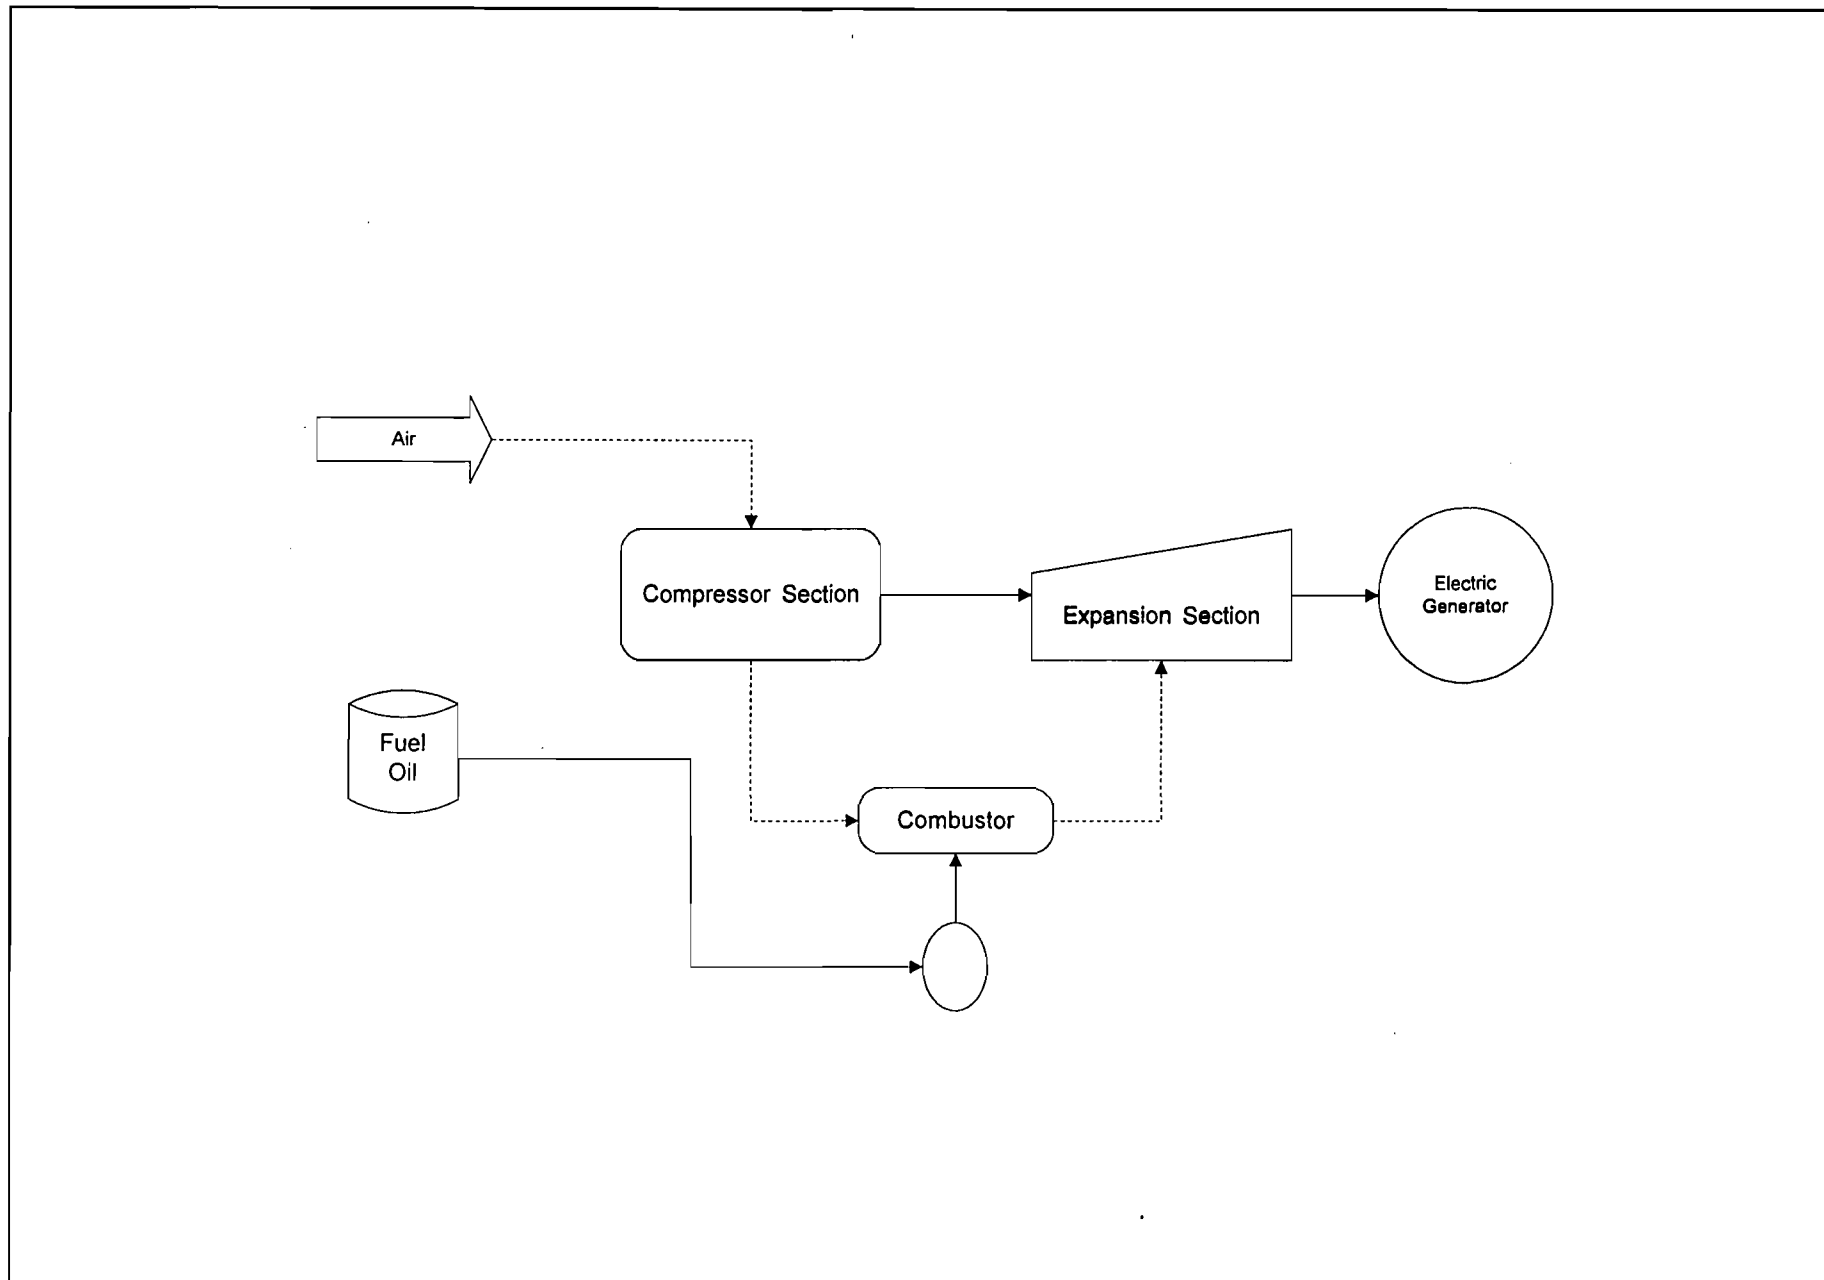 Air
Compressor Section
Expansion Section
Electric
Generator
Fuel
Oil
Combustor